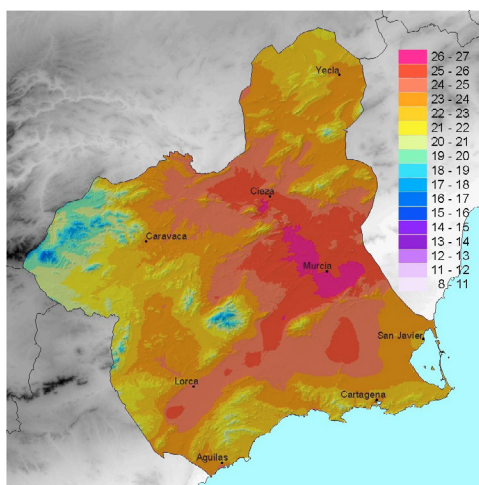 Yecla
26 - 27
25 - 26
24 - 25
23 - 24
22 - 23
21 - 22
20 - 21
19 - 20
18 - 19
17 - 18
16 - 17
15 - 16
14 - 15
13 - 14
12 - 13
11 - 12
8 - 11
Cieza
Caravaca
Murcia
San Javier
Lorca
Cartagena
Aguilas